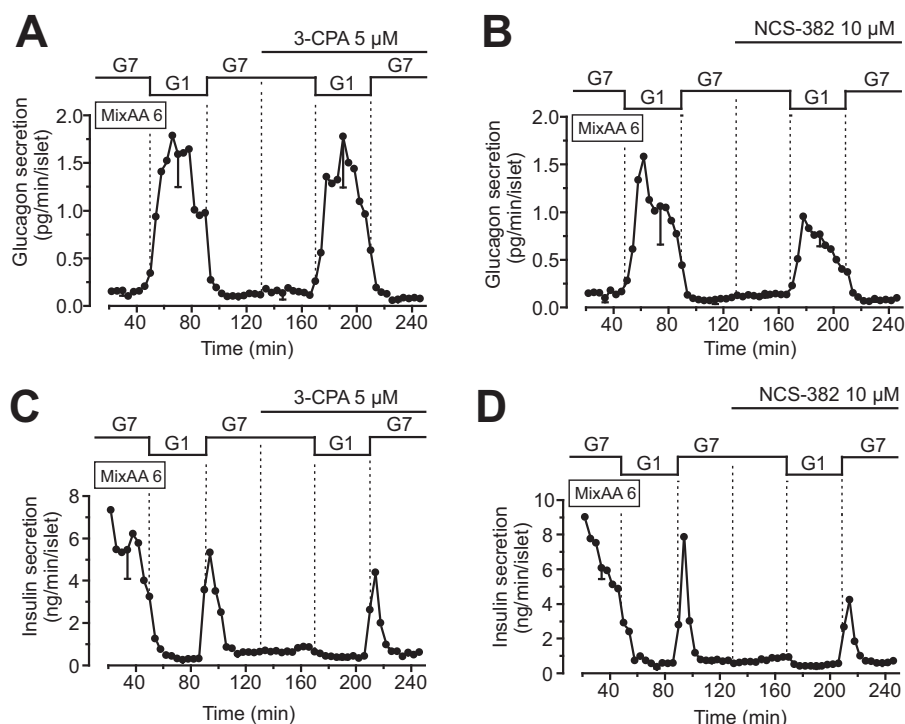 A
3-CPA 5 µM
G7
G1
G7
G7
MixAA 6
Glucagon secretion
(pg/min/islet)
2.0
1.5
1.0
0.5
0.0
40
80
120
160
200
240
Time (min)
B
NCS-382 10 µM
G7
G1
G7
G1
G7
MixAA 6
Glucagon secretion
(pg/min/islet)
2.0
1.5
1.0
0.5
0.0
40
80
120
160
200
240
Time (min)
C
3-CPA 5 µM
G7
G1
G7
G1
G7
MixAA 6
Insulin secretion
(ng/min/islet)
8
6
4
2
0
40
80
120
160
200
240
Time (min)
D
NCS-382 10 µM
G7
G1
G7
G1
G7
MixAA 6
Insulin secretion
(ng/min/islet)
10
8
6
4
2
0
40
80
120
160
200
240
Time (min)